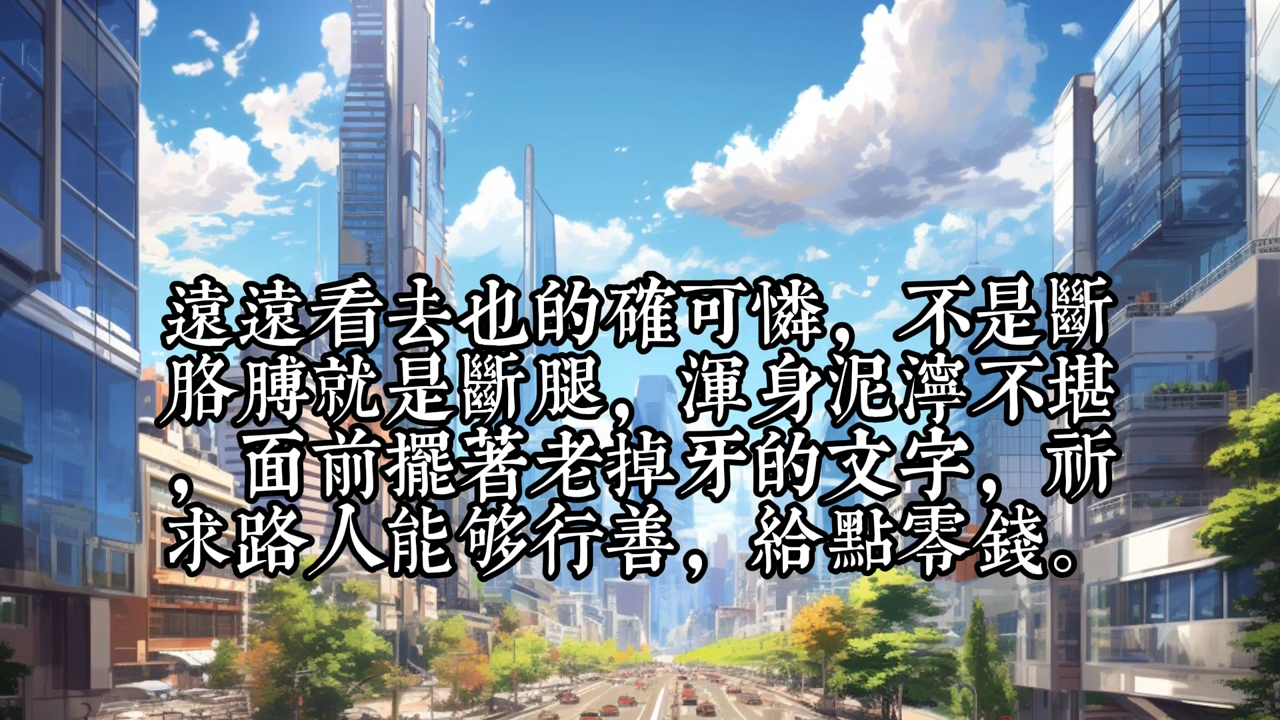 遠遠看去也的確可憐，不是斷
胳膊就是斷腿，渾身泥濘不堪
，面前擺著老掉牙的文字，祈
求路人能够行善，給點零錢。